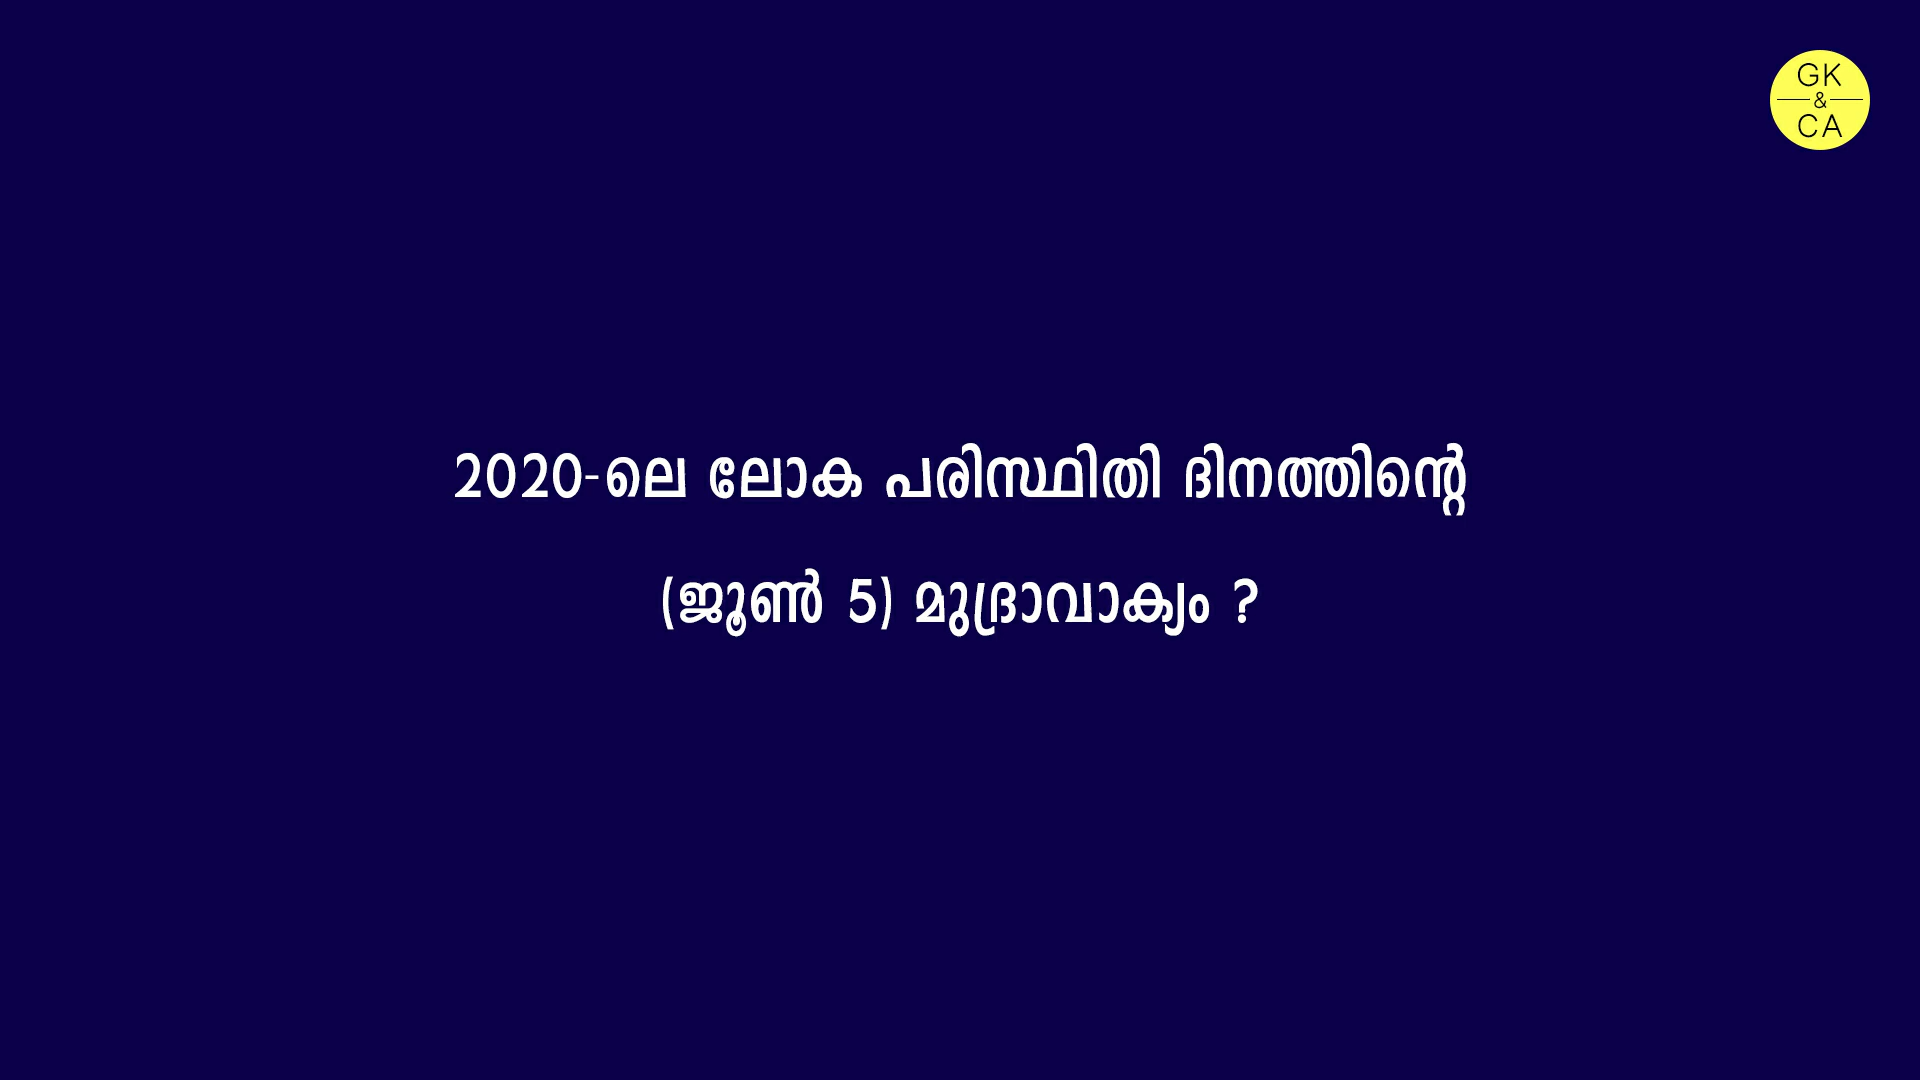 GK
&
CA
2020-ലെ ലോക പരിസ്ഥിതി ദിനത്തിന്റെ
(ജൂൺ 5) മുദ്രാവാക്യം ?